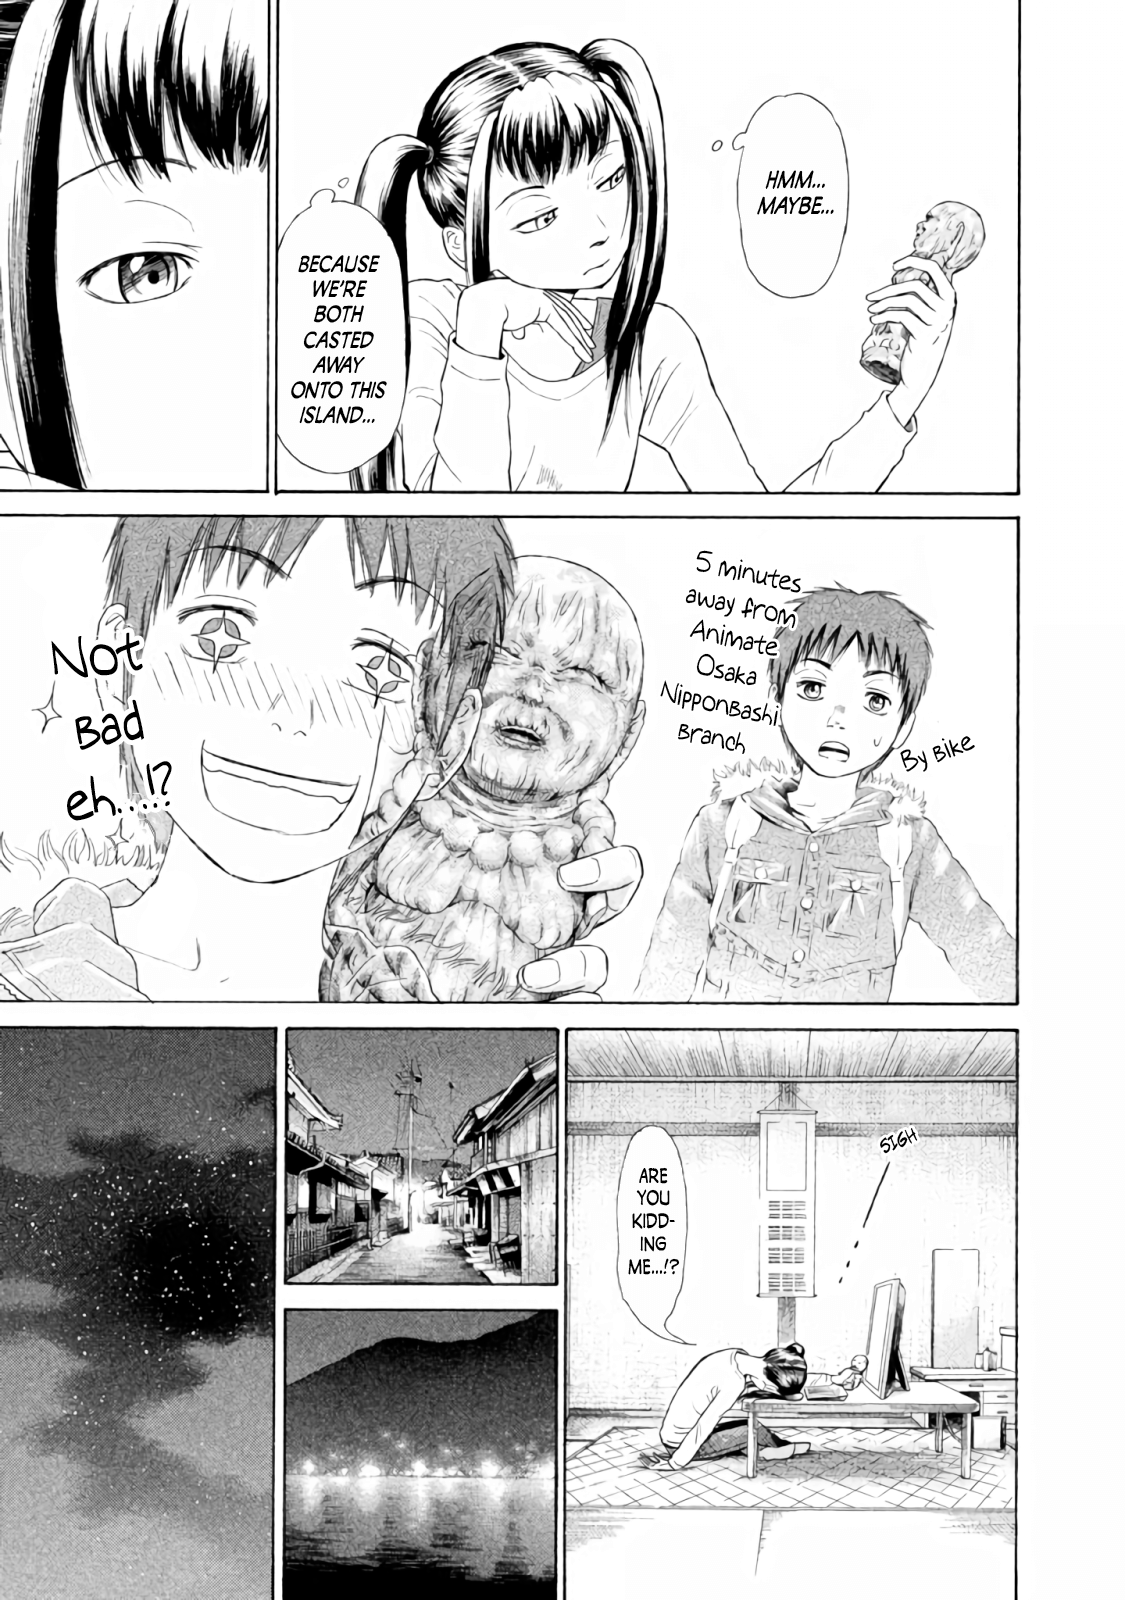 HMM...
MAYBE...
BECAUSE
WE'RE
BOTH
CASTED
AWAY
ONTO THIS
ISLAND...
5 minutes
away from
Animate
Osaka
NipponBashi
Branch
By Bike
Not
Bad
eh...!?
SIGH
ARE
YOU
KIDD-
ING
ME...!?